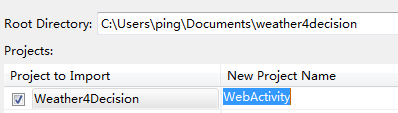 Root Directory: C:\Users\ping\Documents\weather4decision
Projects:
Project to Import New Project Name
Weather4Decision WebActivity